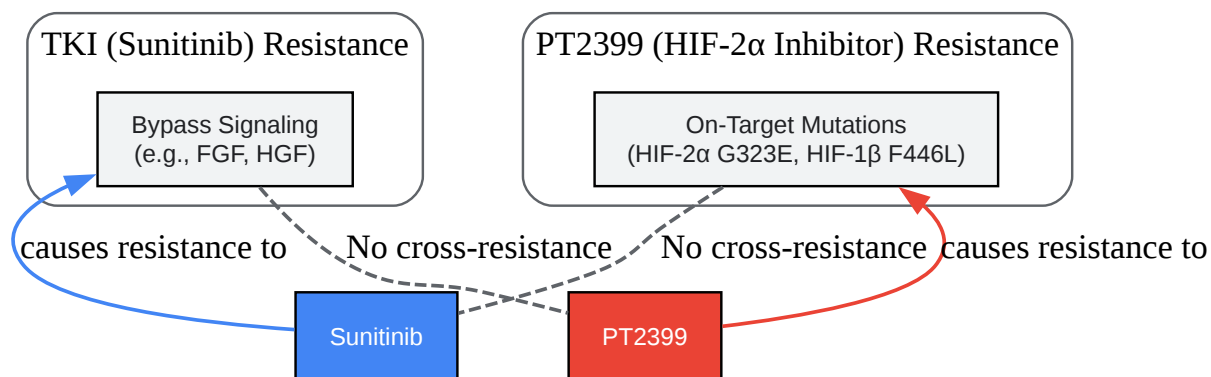 TKI (Sunitinib) Resistance
PT2399 (HIF-2α Inhibitor) Resistance
Bypass Signaling
(e.g., FGF, HGF)
On-Target Mutations
(HIF-2α G323E, HIF-1β F446L)
causes resistance to
No cross-resistance
No cross-resistance
causes resistance to
Sunitinib
PT2399